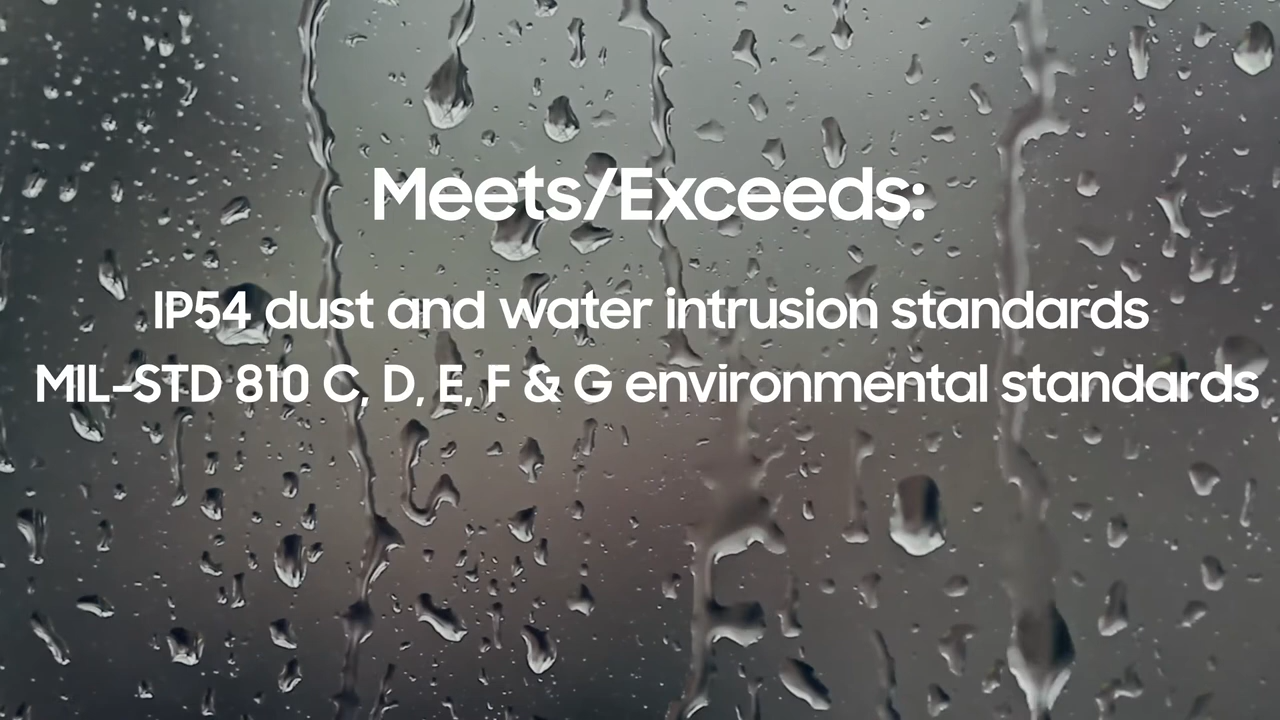 Meets/Exceeds:
IP54 dust and water intrusion standards
MIL-STD 810 C, D, E, F & G environmental standards